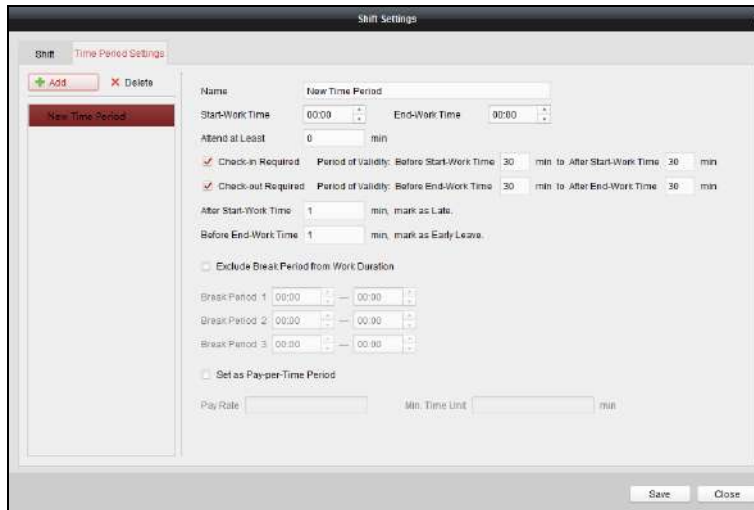 Shift Settings
Shift Time Period Settings
Add Delete
New Time Period
Name New Time Period
Start-Work Time 00:00 End-Work Time 00:00
Attend at Least 0 min
Check-in Required Period of Validity: Before Start-Work Time 30 min to After Start-Work Time 30 min
Check-out Required Period of Validity: Before End-Work Time 30 min to After End-Work Time 30 min
After Start-Work Time 1 min, mark as Late.
Before End-Work Time 1 min, mark as Early Leave.
Exclude Break Period from Work Duration
Break Period 1 00:00 — 00:00
Break Period 2 00:00 — 00:00
Break Period 3 00:00 — 00:00
Set as Pay-per-Time Period
Pay Rate Min. Time Unit min
Save Close